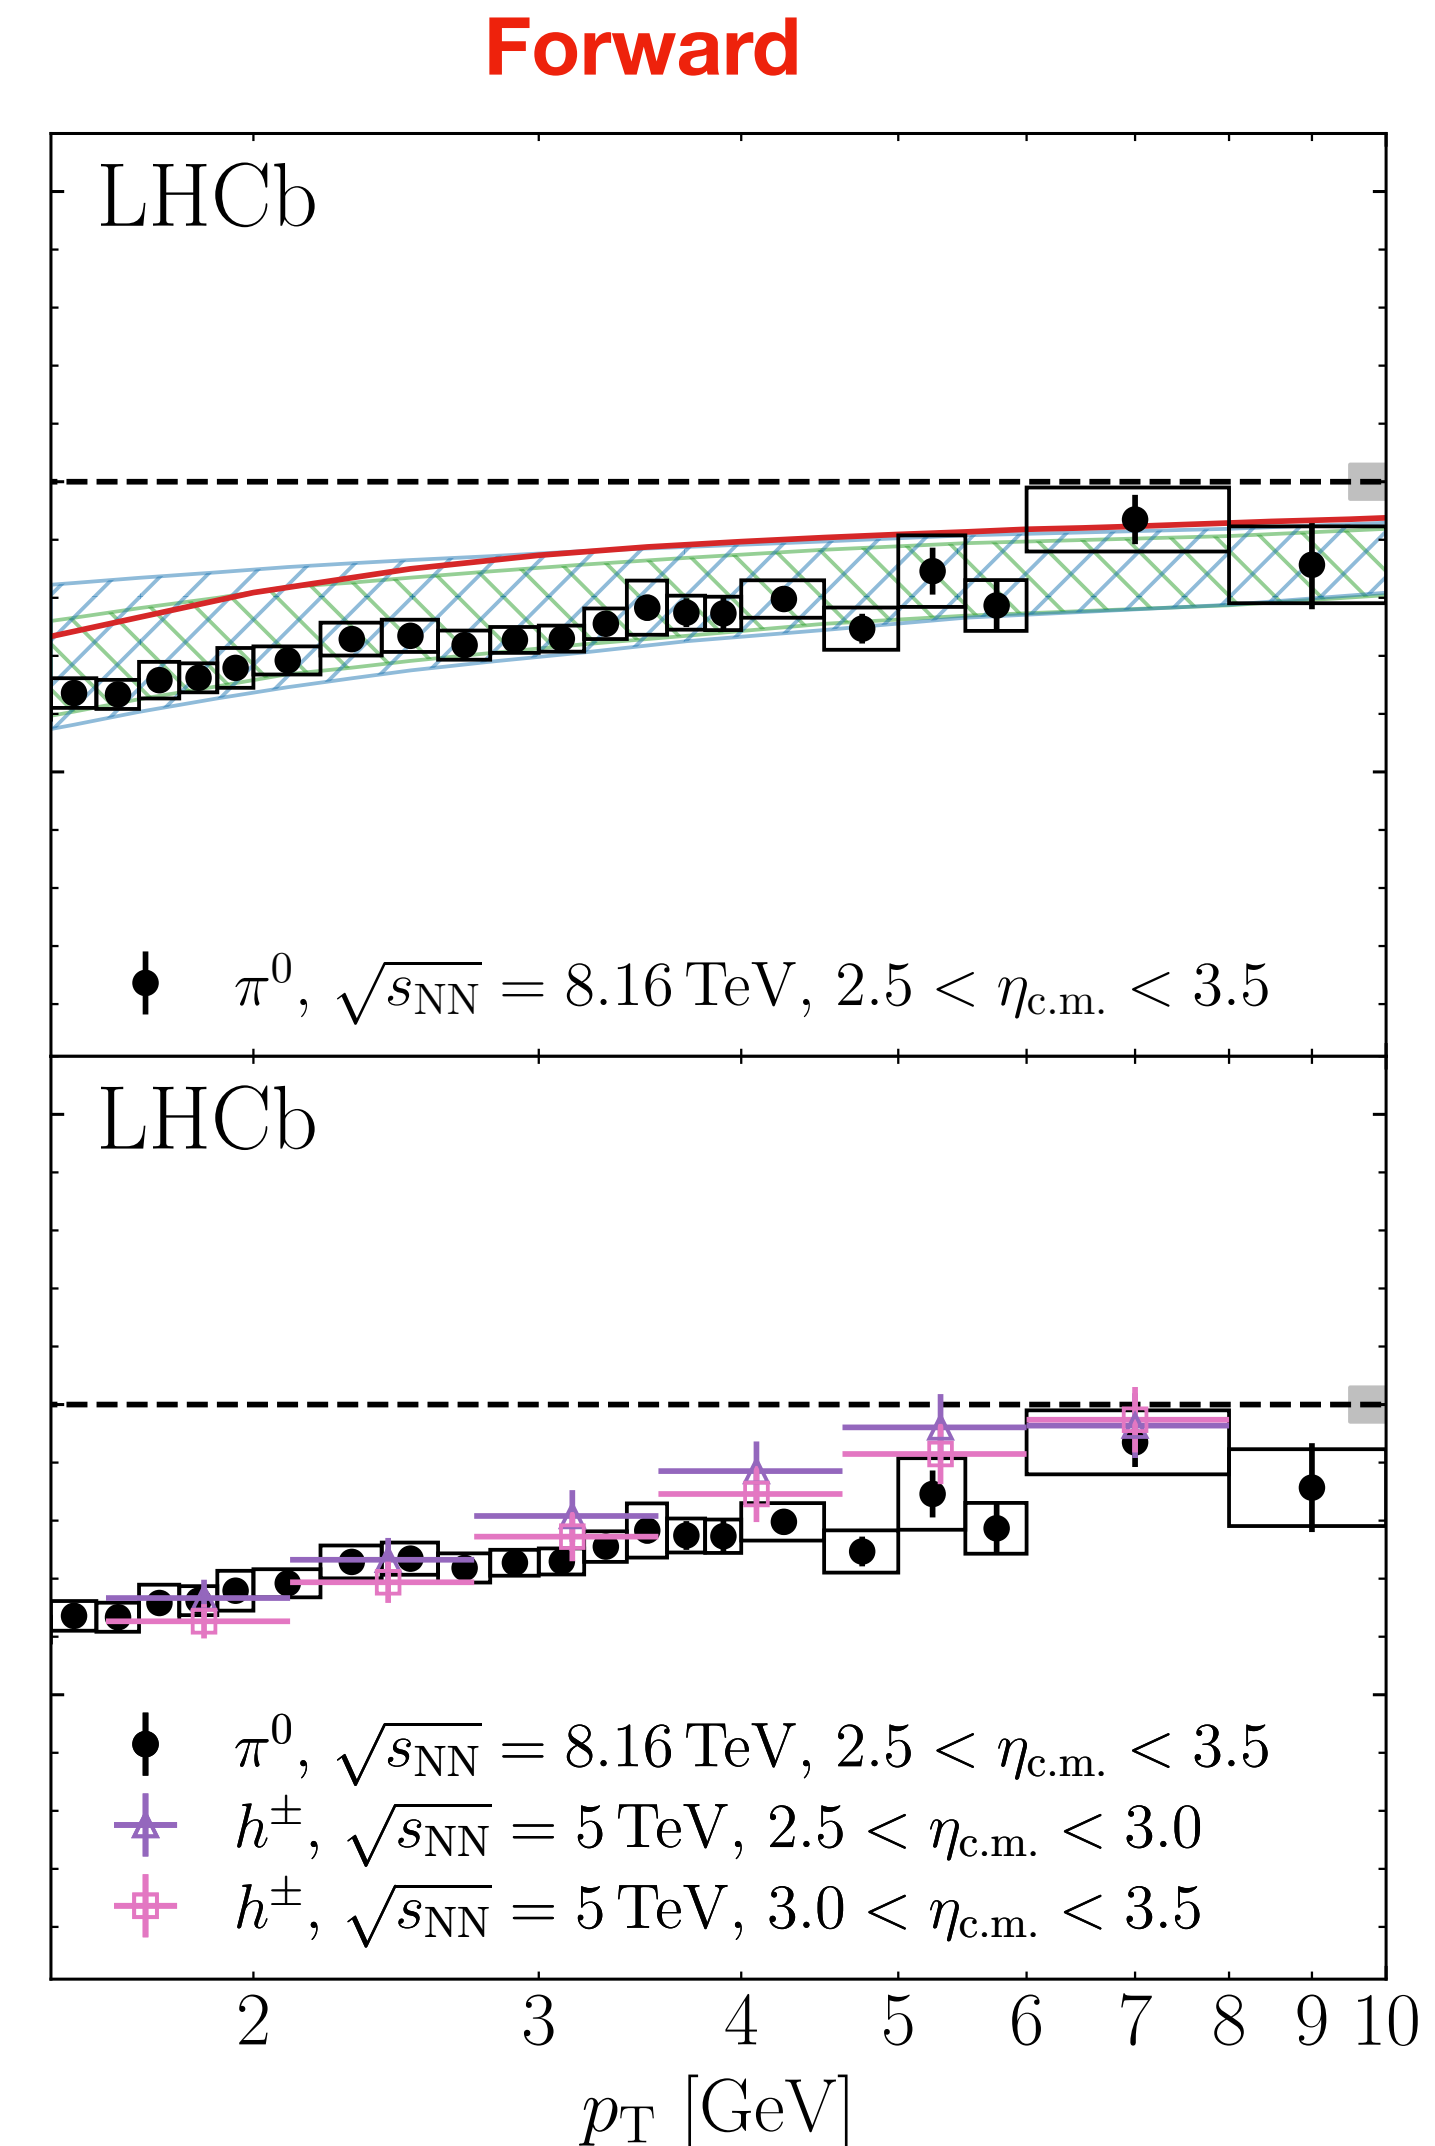 Forward
LHCb
π⁰, √s_NN = 8.16 TeV, 2.5 < η_c.m. < 3.5
LHCb
π⁰, √s_NN = 8.16 TeV, 2.5 < η_c.m. < 3.5
h±, √s_NN = 5 TeV, 2.5 < η_c.m. < 3.0
h±, √s_NN = 5 TeV, 3.0 < η_c.m. < 3.5
2 3 4 5 6 7 8 9 10
p_T [GeV]